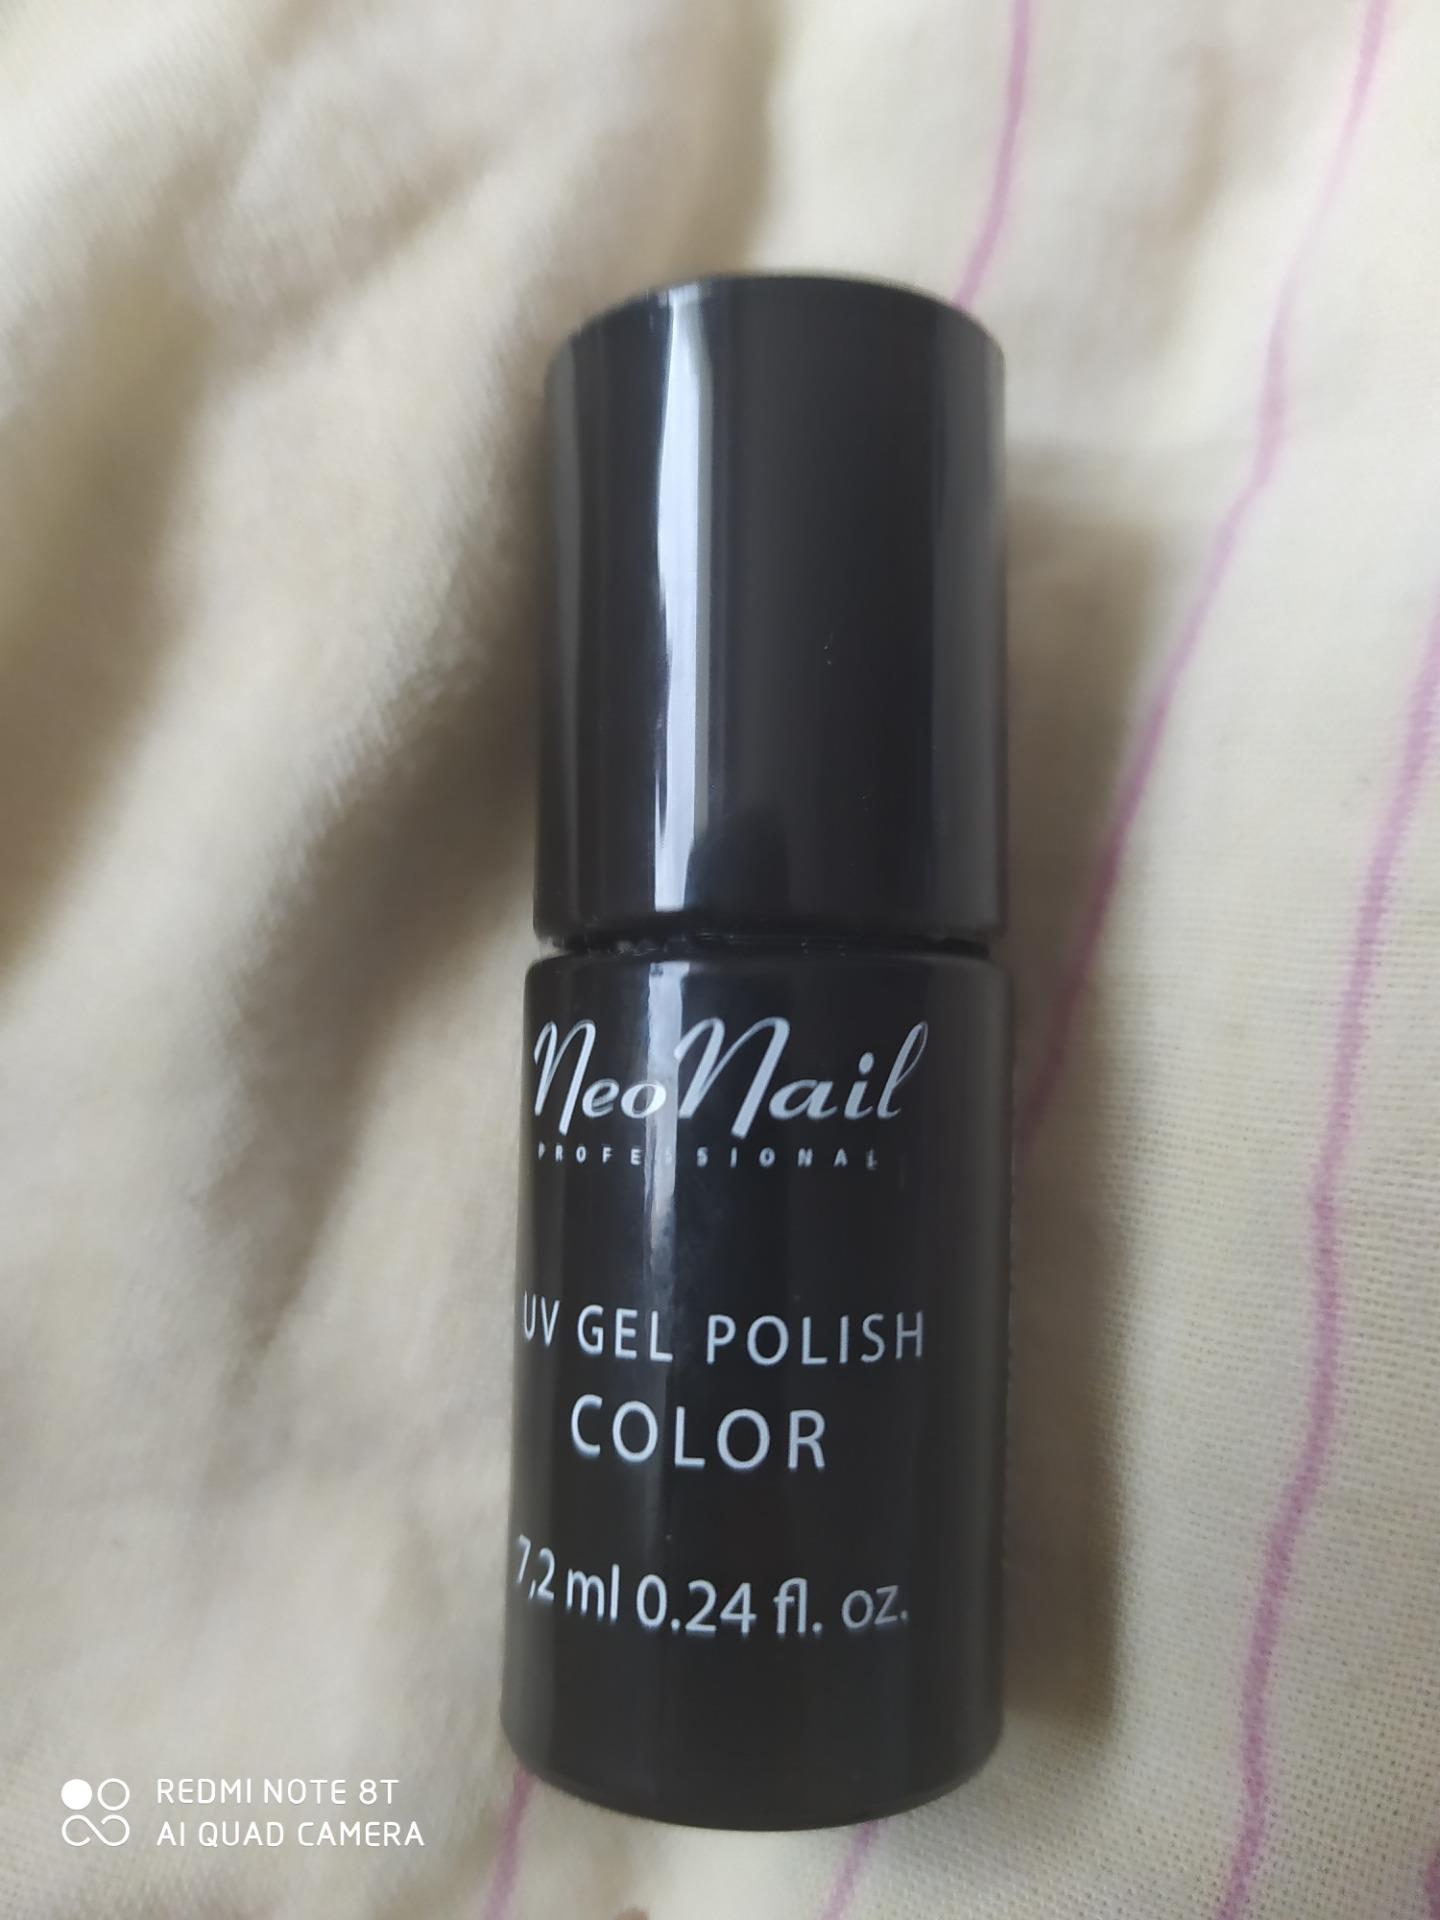 NeoNail
PROFESSIONAL
UV GEL POLISH
COLOR
7,2 ml 0.24 fl. oz.
REDMI NOTE 8T
AI QUAD CAMERA